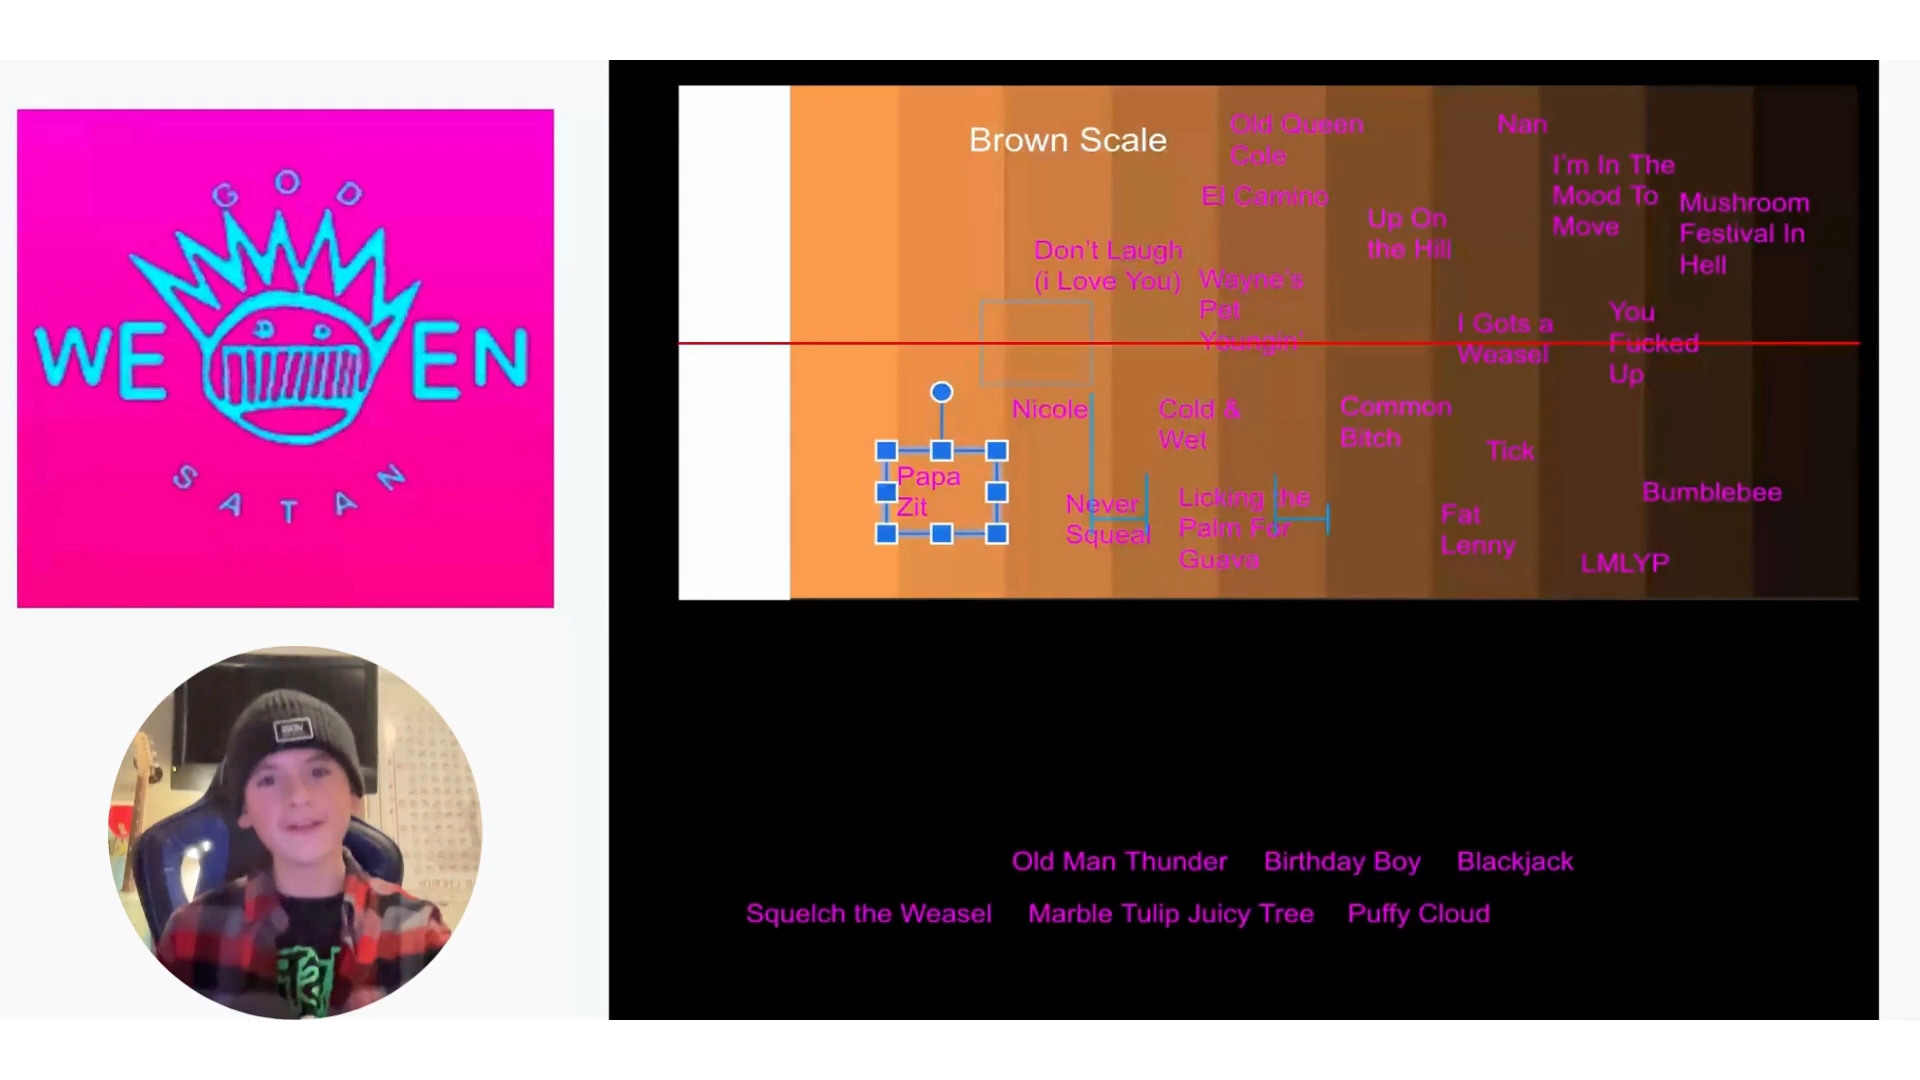 GOD
WEEN
SATAN
Brown Scale
Old Queen
Cole
Nan
I'm In The
Mood To
Move
El Camino
Mushroom
Festival In
Hell
Up On
the Hill
Don't Laugh
(i Love You)
Wayne's
Pet
Youngin'
You
Fucked
Up
I Gots a
Weasel
Nicole
Cold &
Wet
Common
Bitch
Tick
Papa
Zit
Never
Squeal
Licking the
Palm For
Guava
Bumblebee
Fat
Lenny
LMLYP
Old Man Thunder
Birthday Boy
Blackjack
Squelch the Weasel
Marble Tulip Juicy Tree
Puffy Cloud